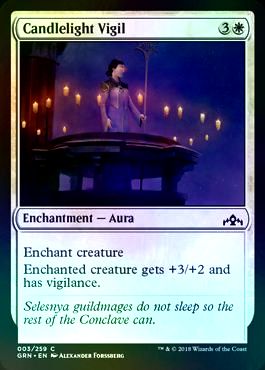 Candlelight Vigil 3
Enchantment — Aura
Enchant creature
Enchanted creature gets +3/+2 and
has vigilance.
Selesnya guildmages do not sleep so the
rest of the Conclave can.
003/259 C
GRN • EN Alexander Forssberg
™ & © 2018 Wizards of the Coast